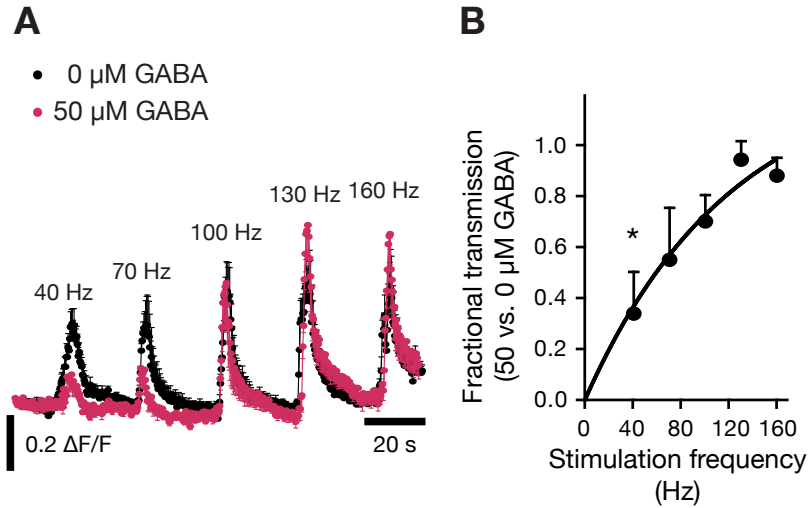 A
0 µM GABA
50 µM GABA
40 Hz
70 Hz
100 Hz
130 Hz
160 Hz
0.2 ΔF/F
20 s
B
Fractional transmission
(50 vs. 0 µM GABA)
1.0
0.8
0.6
0.4
0.2
0.0
*
0
40
80
120
160
Stimulation frequency
(Hz)